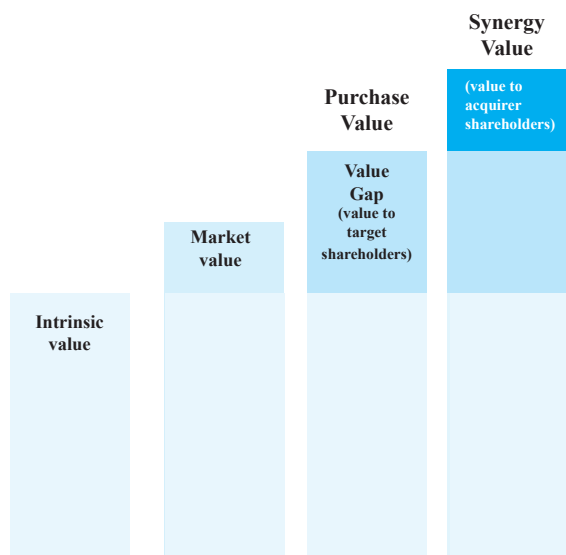 Synergy
Value
(value to
acquirer
shareholders)
Purchase
Value
Value
Gap
(value to
target
shareholders)
Market
value
Intrinsic
value